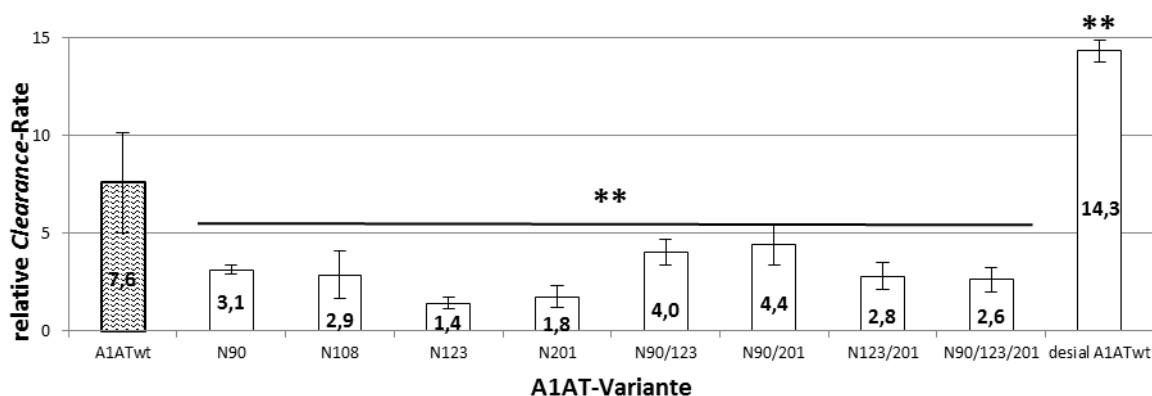 **
15
10
5
0
relative Clearance-Rate
**
7,6
3,1
2,9
1,4
1,8
4,0
4,4
2,8
2,6
14,3
A1ATwt
N90
N108
N123
N201
N90/123
N90/201
N123/201
N90/123/201
desial A1ATwt
A1AT-Variante